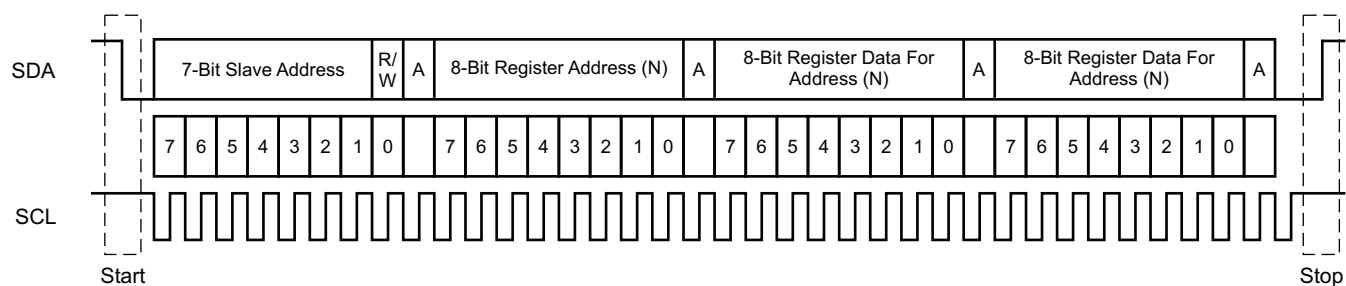 SDA
7-Bit Slave Address
R/
W
A
8-Bit Register Address (N)
A
8-Bit Register Data For
Address (N)
A
8-Bit Register Data For
Address (N)
A
7 6 5 4 3 2 1 0 7 6 5 4 3 2 1 0 7 6 5 4 3 2 1 0 7 6 5 4 3 2 1 0
SCL
Start
Stop